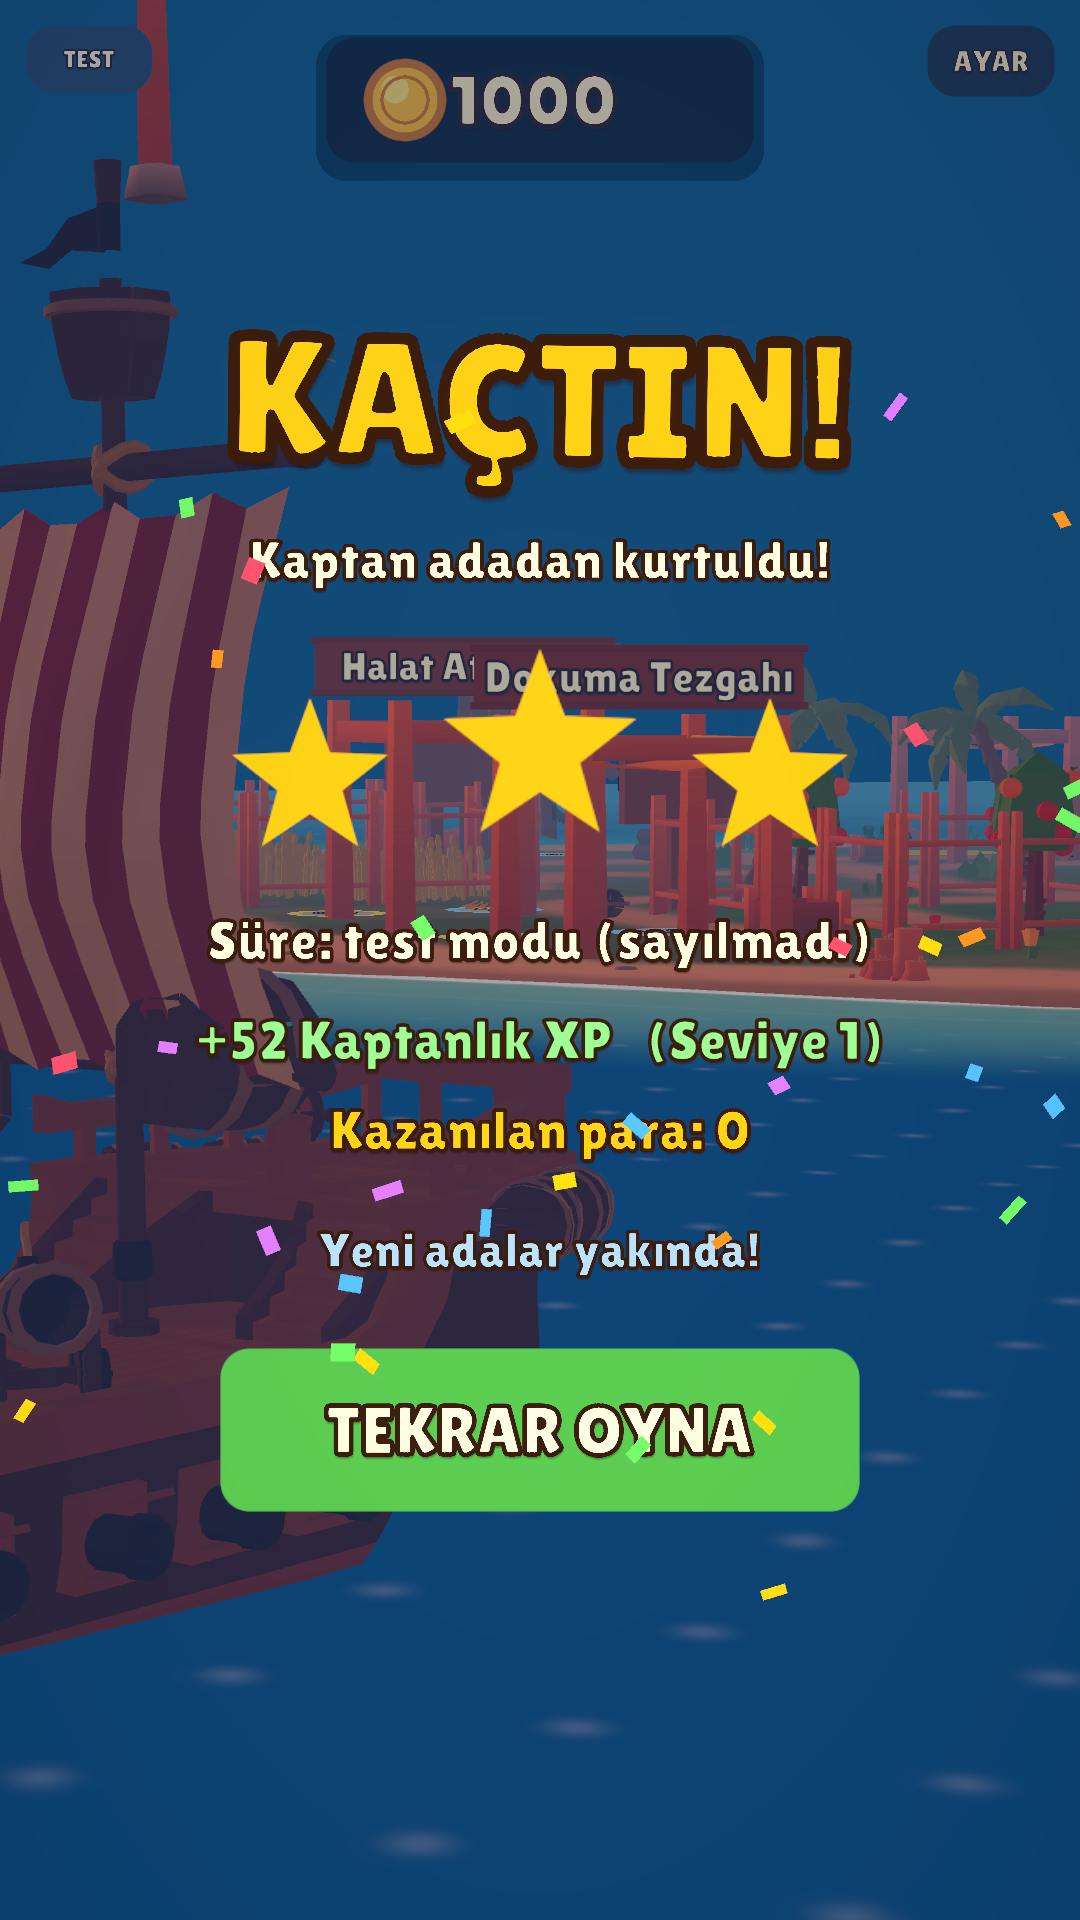 TEST
1000
AYAR
KAÇTIN!
Kaptan adadan kurtuldu!
Halat
Dokuma Tezgahı
Süre: test modu (sayılmadı)
+52 Kaptanlık XP (Seviye 1)
Kazanılan para: 0
Yeni adalar yakında!
TEKRAR OYNA